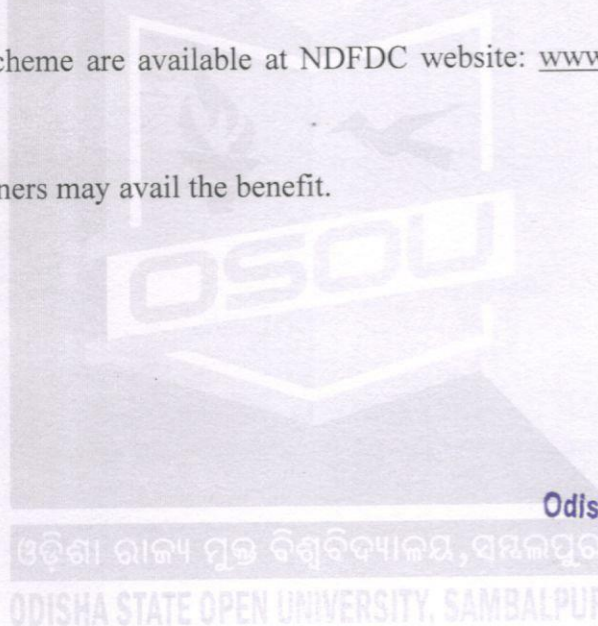 cheme are available at NDFDC website: www
ners may avail the benefit.
OSOU
Odis
ଓଡ଼ିଶା ରାଜ୍ୟ ମୁକ୍ତ ବିଶ୍ୱବିଦ୍ୟାଳୟ,ସମ୍ବଲପୁର
ODISHA STATE OPEN UNIVERSITY, SAMBALPUR